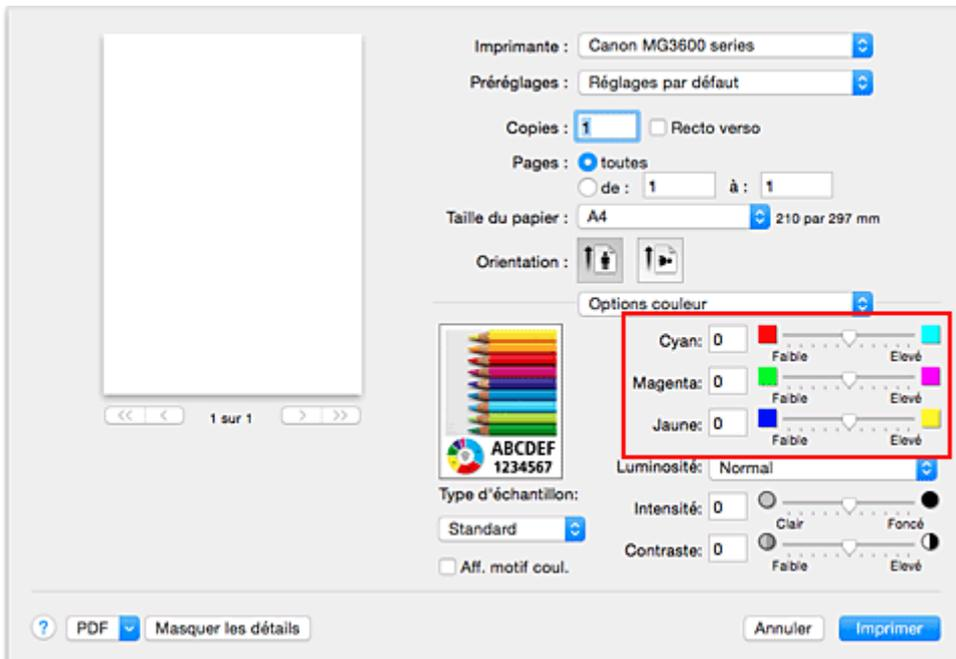 Imprimante : Canon MG3600 series
Préréglages : Réglages par défaut
Copies : 1 Recto verso
Pages : toutes
de : 1 à : 1
Taille du papier : A4 210 par 297 mm
Orientation :
Options couleur
Cyan: 0
Faible Elevé
Magenta: 0
Faible Elevé
Jaune: 0
Faible Elevé
ABCDEF
1234567
Luminosité: Normal
Type d'échantillon:
Standard
Intensité: 0
Clair Foncé
Contraste: 0
Faible Elevé
Aff. motif coul.
<< < 1 sur 1 > >>
? PDF Masquer les détails Annuler Imprimer